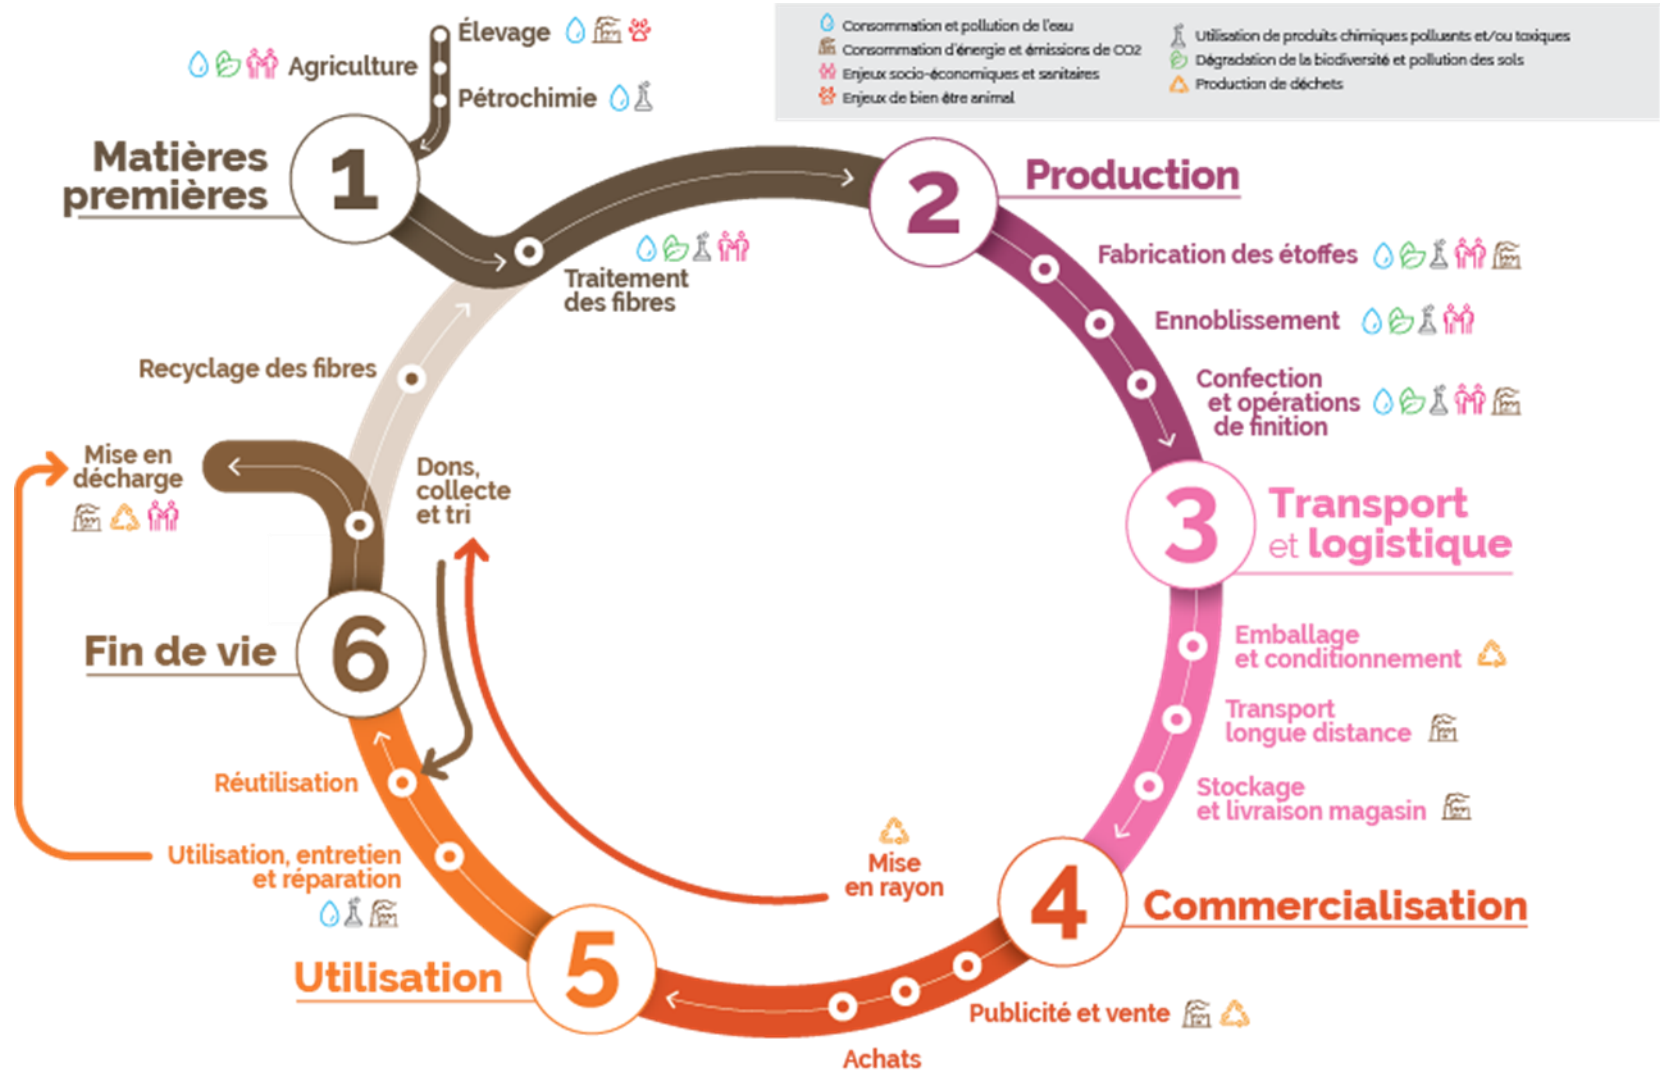 Consommation et pollution de l'eau
Consommation d'énergie et émissions de CO2
Enjeux socio-économiques et sanitaires
Enjeux de bien être animal
Utilisation de produits chimiques polluants et/ou toxiques
Dégradation de la biodiversité et pollution des sols
Production de déchets
Élevage
Agriculture
Pétrochimie
1
Matières
premières
Traitement
des fibres
2
Production
Fabrication des étoffes
Ennoblissement
Confection
et opérations
de finition
3
Transport
et logistique
Emballage
et conditionnement
Transport
longue distance
Stockage
et livraison magasin
4
Commercialisation
Mise
en rayon
Publicité et vente
Achats
5
Utilisation
Utilisation, entretien
et réparation
Réutilisation
6
Fin de vie
Dons,
collecte
et tri
Mise en
décharge
Recyclage des fibres